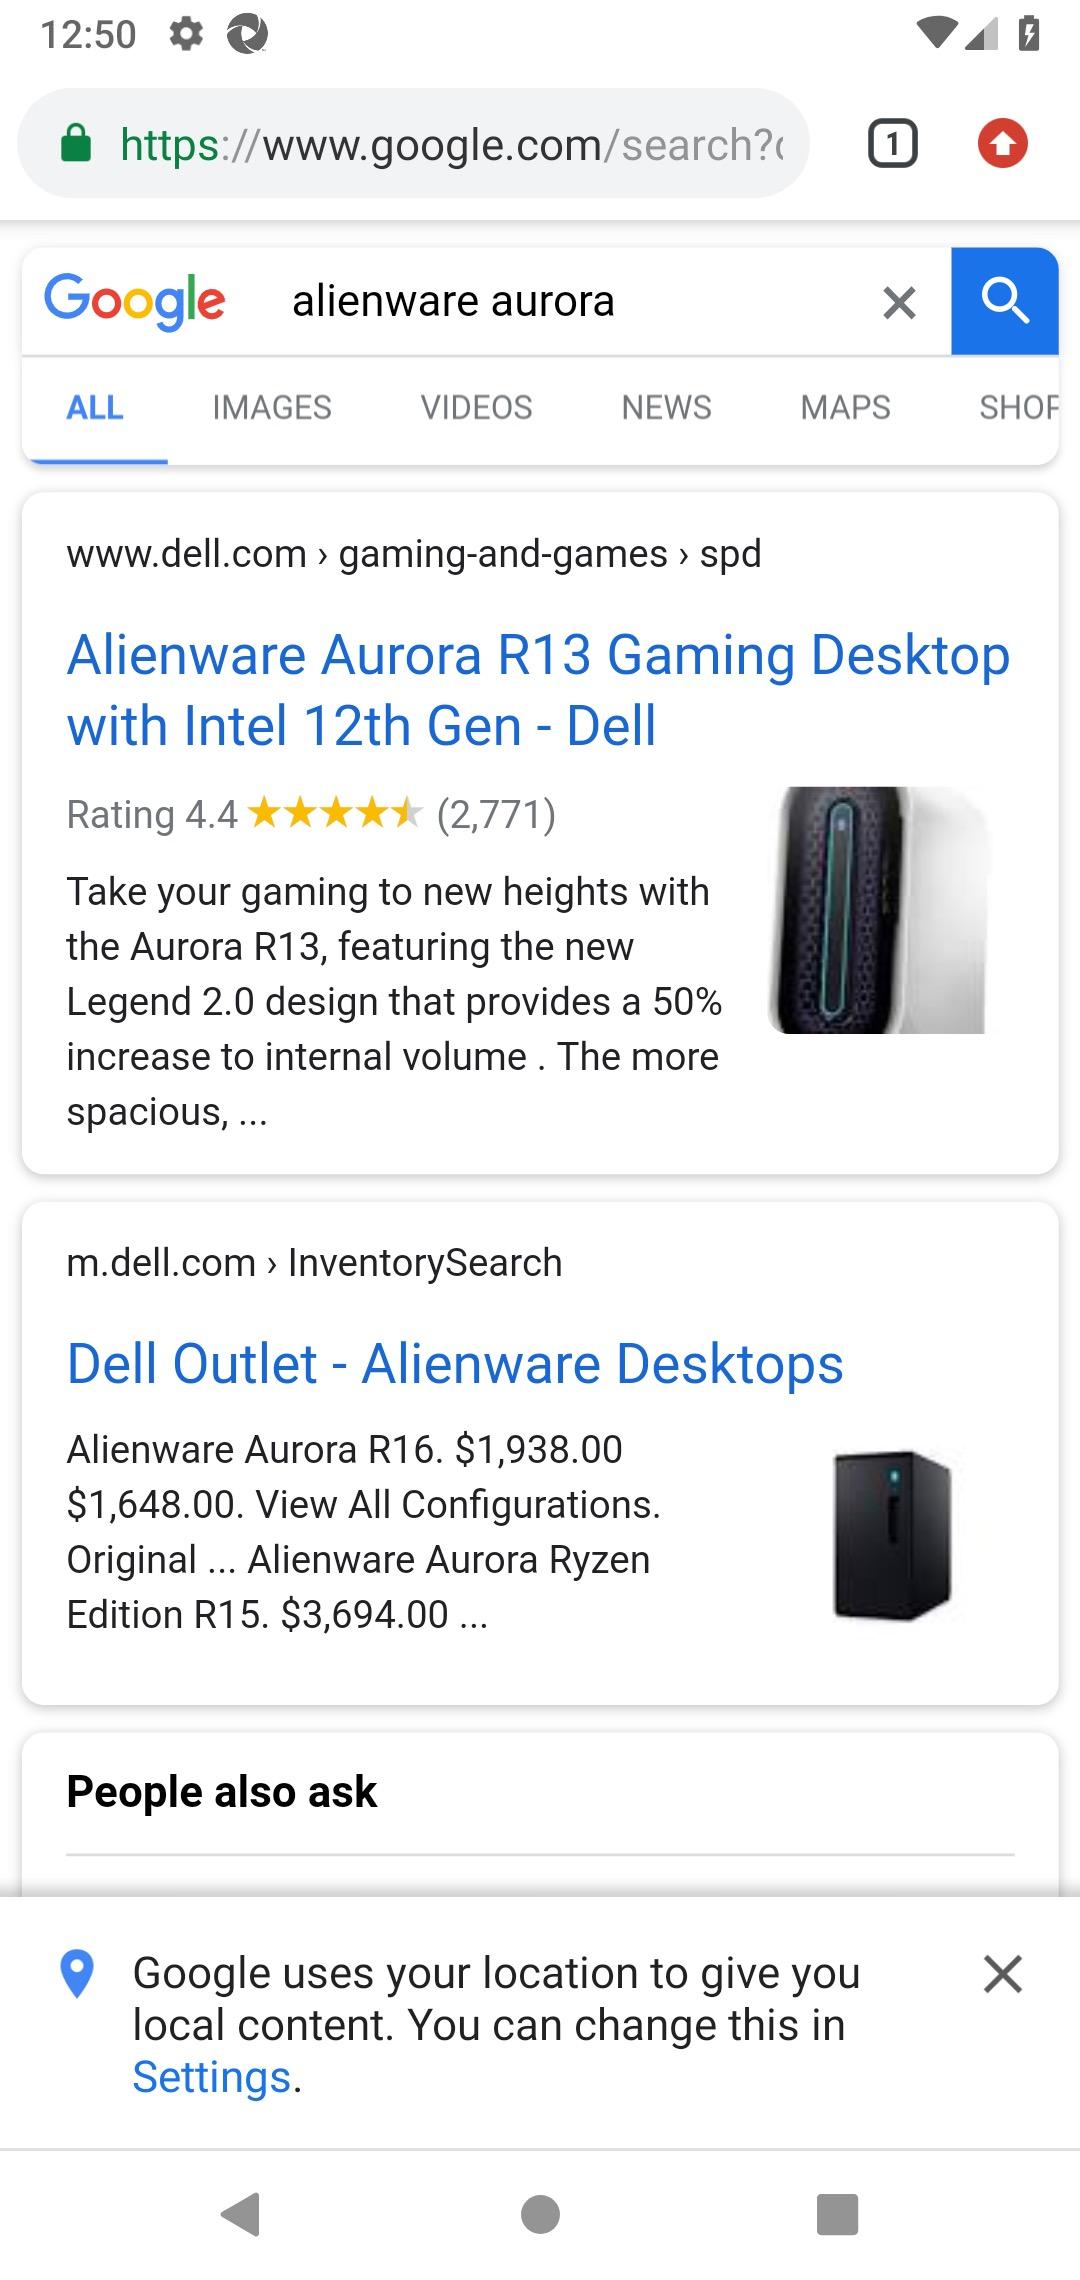 12:50
https://www.google.com/search?
1
Google
alienware aurora
ALL IMAGES VIDEOS NEWS MAPS SHOP
www.dell.com › gaming-and-games › spd
Alienware Aurora R13 Gaming Desktop
with Intel 12th Gen - Dell
Rating 4.4 ★★★★★ (2,771)
Take your gaming to new heights with
the Aurora R13, featuring the new
Legend 2.0 design that provides a 50%
increase to internal volume . The more
spacious, ...
m.dell.com › InventorySearch
Dell Outlet - Alienware Desktops
Alienware Aurora R16. $1,938.00
$1,648.00. View All Configurations.
Original ... Alienware Aurora Ryzen
Edition R15. $3,694.00 ...
People also ask
Google uses your location to give you
local content. You can change this in
Settings.